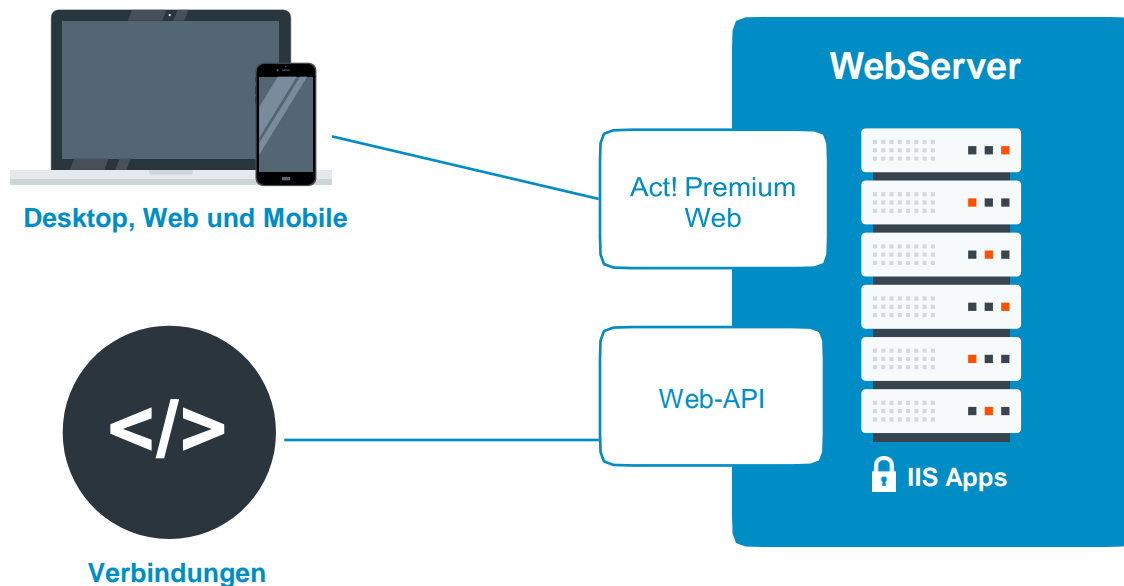 WebServer
Act! Premium
Web
Desktop, Web und Mobile
Web-API
</>
IIS Apps
Verbindungen